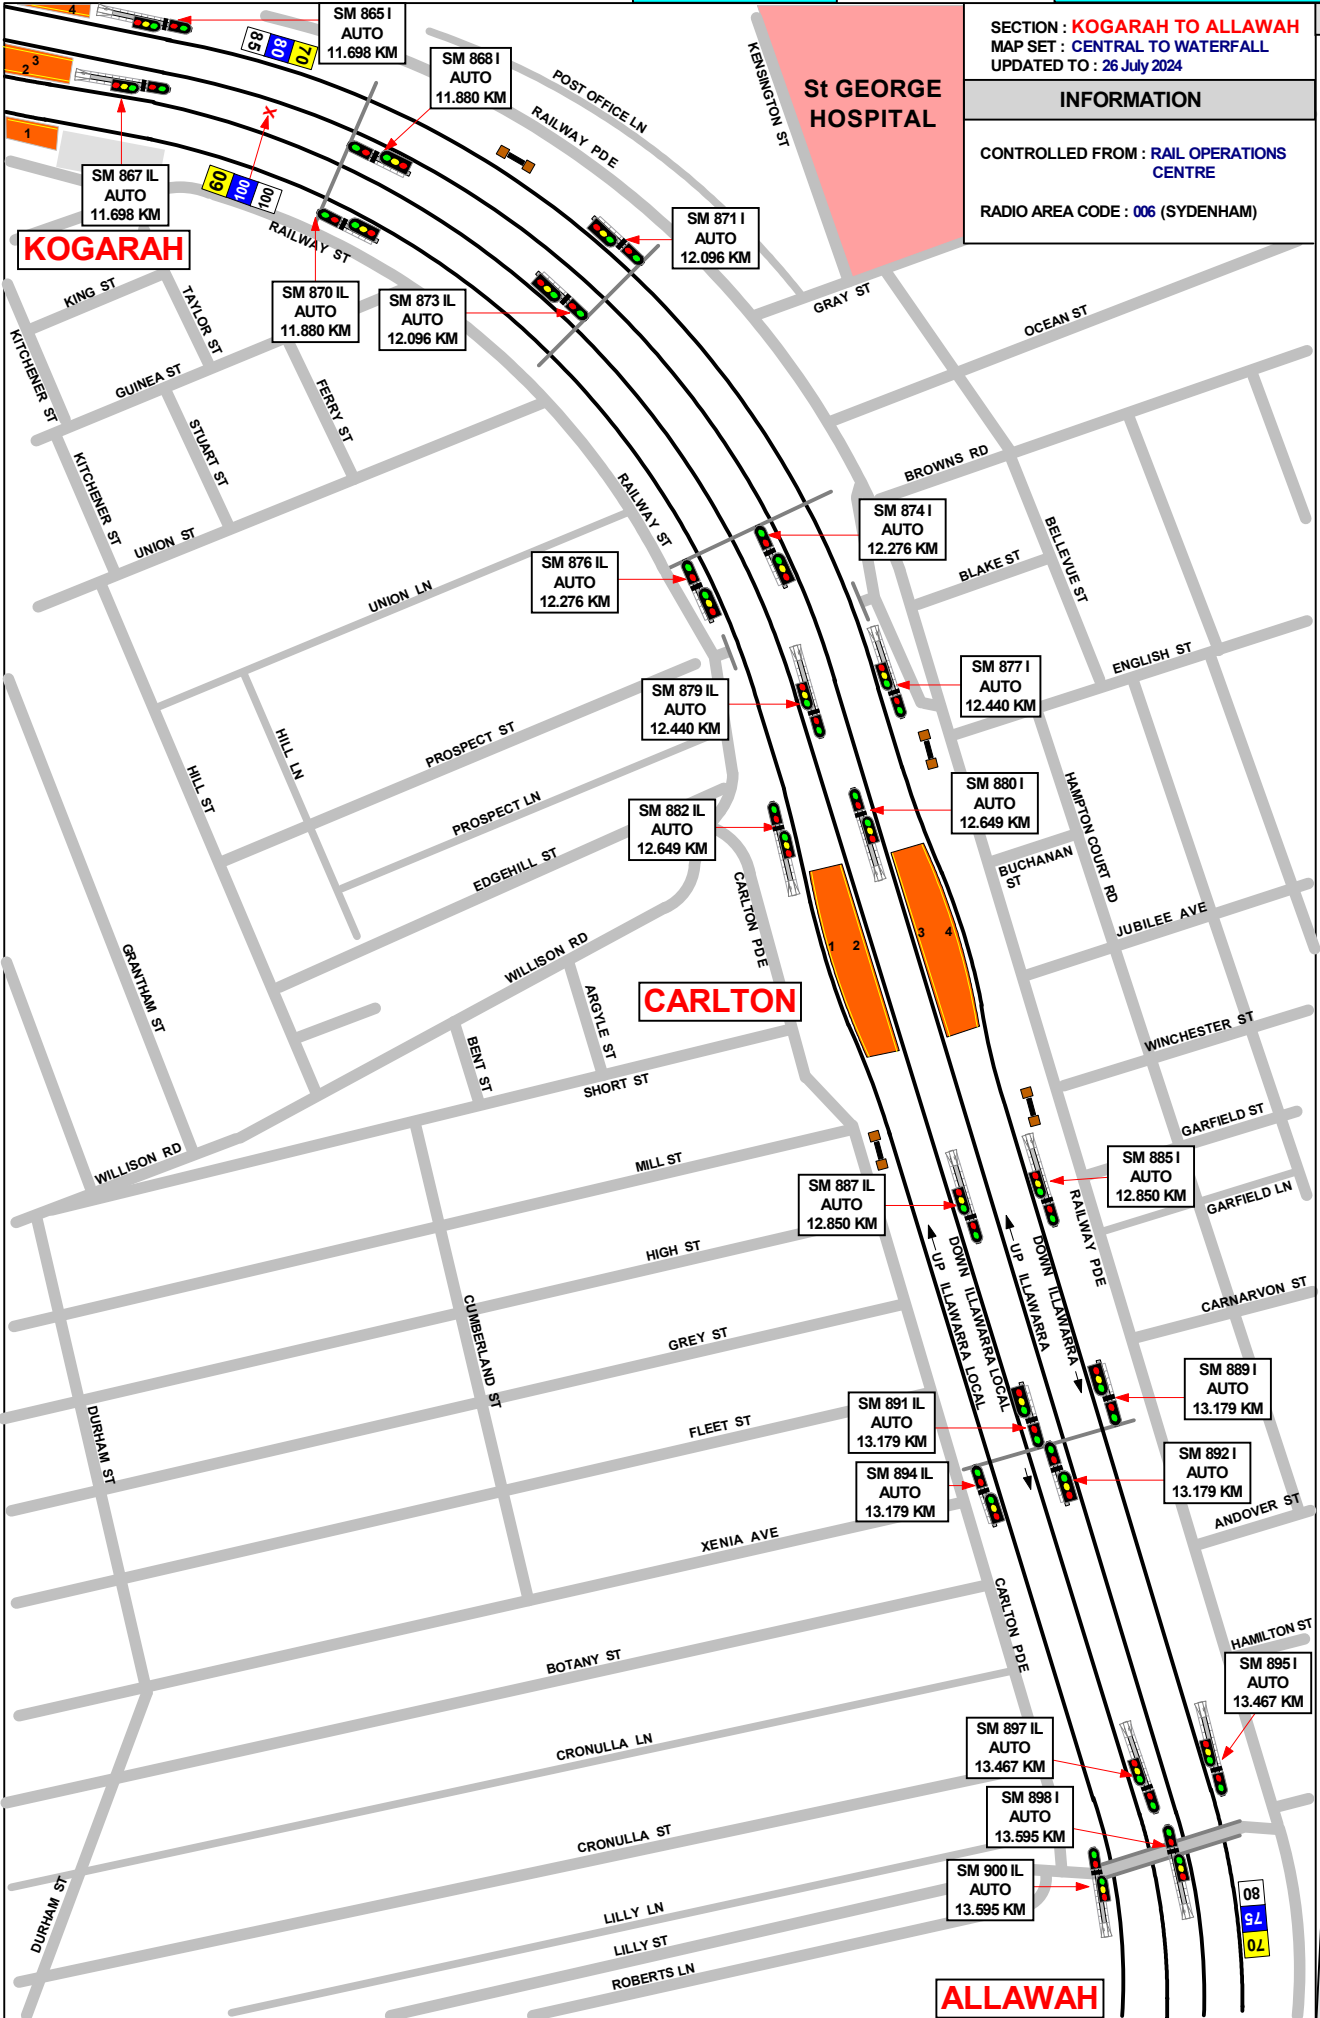 SECTION : KOGARAH TO ALLAWAH
MAP SET : CENTRAL TO WATERFALL
UPDATED TO : 26 July 2024
INFORMATION
CONTROLLED FROM : RAIL OPERATIONS
CENTRE
RADIO AREA CODE : 006 (SYDENHAM)
4
SM 865 I
AUTO
11.698 KM
85
80
70
3
2
1
SM 868 I
AUTO
11.880 KM
POST OFFICE LN
RAILWAY PDE
KENSINGTON ST
St GEORGE
HOSPITAL
SM 867 IL
AUTO
11.698 KM
60
100
100
X
RAILWAY ST
KOGARAH
SM 871 I
AUTO
12.096 KM
SM 870 IL
AUTO
11.880 KM
SM 873 IL
AUTO
12.096 KM
KING ST
TAYLOR ST
KITCHENER ST
GUINEA ST
FERRY ST
STUART ST
KITCHENER ST
UNION ST
UNION LN
RAILWAY ST
GRAY ST
OCEAN ST
BROWNS RD
BELLEVUE ST
BLAKE ST
ENGLISH ST
SM 874 I
AUTO
12.276 KM
SM 876 IL
AUTO
12.276 KM
SM 877 I
AUTO
12.440 KM
SM 879 IL
AUTO
12.440 KM
SM 880 I
AUTO
12.649 KM
SM 882 IL
AUTO
12.649 KM
HILL LN
HILL ST
PROSPECT ST
PROSPECT LN
EDGEHILL ST
WILLISON RD
CARLTON PDE
HAMPTON COURT RD
BUCHANAN
ST
JUBILEE AVE
1
2
3
4
CARLTON
GRANTHAM ST
ARGYLE ST
BENT ST
SHORT ST
WINCHESTER ST
GARFIELD ST
GARFIELD LN
WILLISON RD
MILL ST
SM 885 I
AUTO
12.850 KM
SM 887 IL
AUTO
12.850 KM
RAILWAY PDE
HIGH ST
CARNARVON ST
UP ILLAWARRA LOCAL
DOWN ILLAWARRA LOCAL
UP ILLAWARRA
DOWN ILLAWARRA
CUMBERLAND ST
GREY ST
DURHAM ST
FLEET ST
SM 889 I
AUTO
13.179 KM
SM 891 IL
AUTO
13.179 KM
SM 892 I
AUTO
13.179 KM
SM 894 IL
AUTO
13.179 KM
ANDOVER ST
XENIA AVE
CARLTON PDE
HAMILTON ST
BOTANY ST
SM 895 I
AUTO
13.467 KM
SM 897 IL
AUTO
13.467 KM
CRONULLA LN
SM 898 I
AUTO
13.595 KM
CRONULLA ST
SM 900 IL
AUTO
13.595 KM
DURHAM ST
LILLY LN
LILLY ST
ROBERTS LN
80
75
70
ALLAWAH